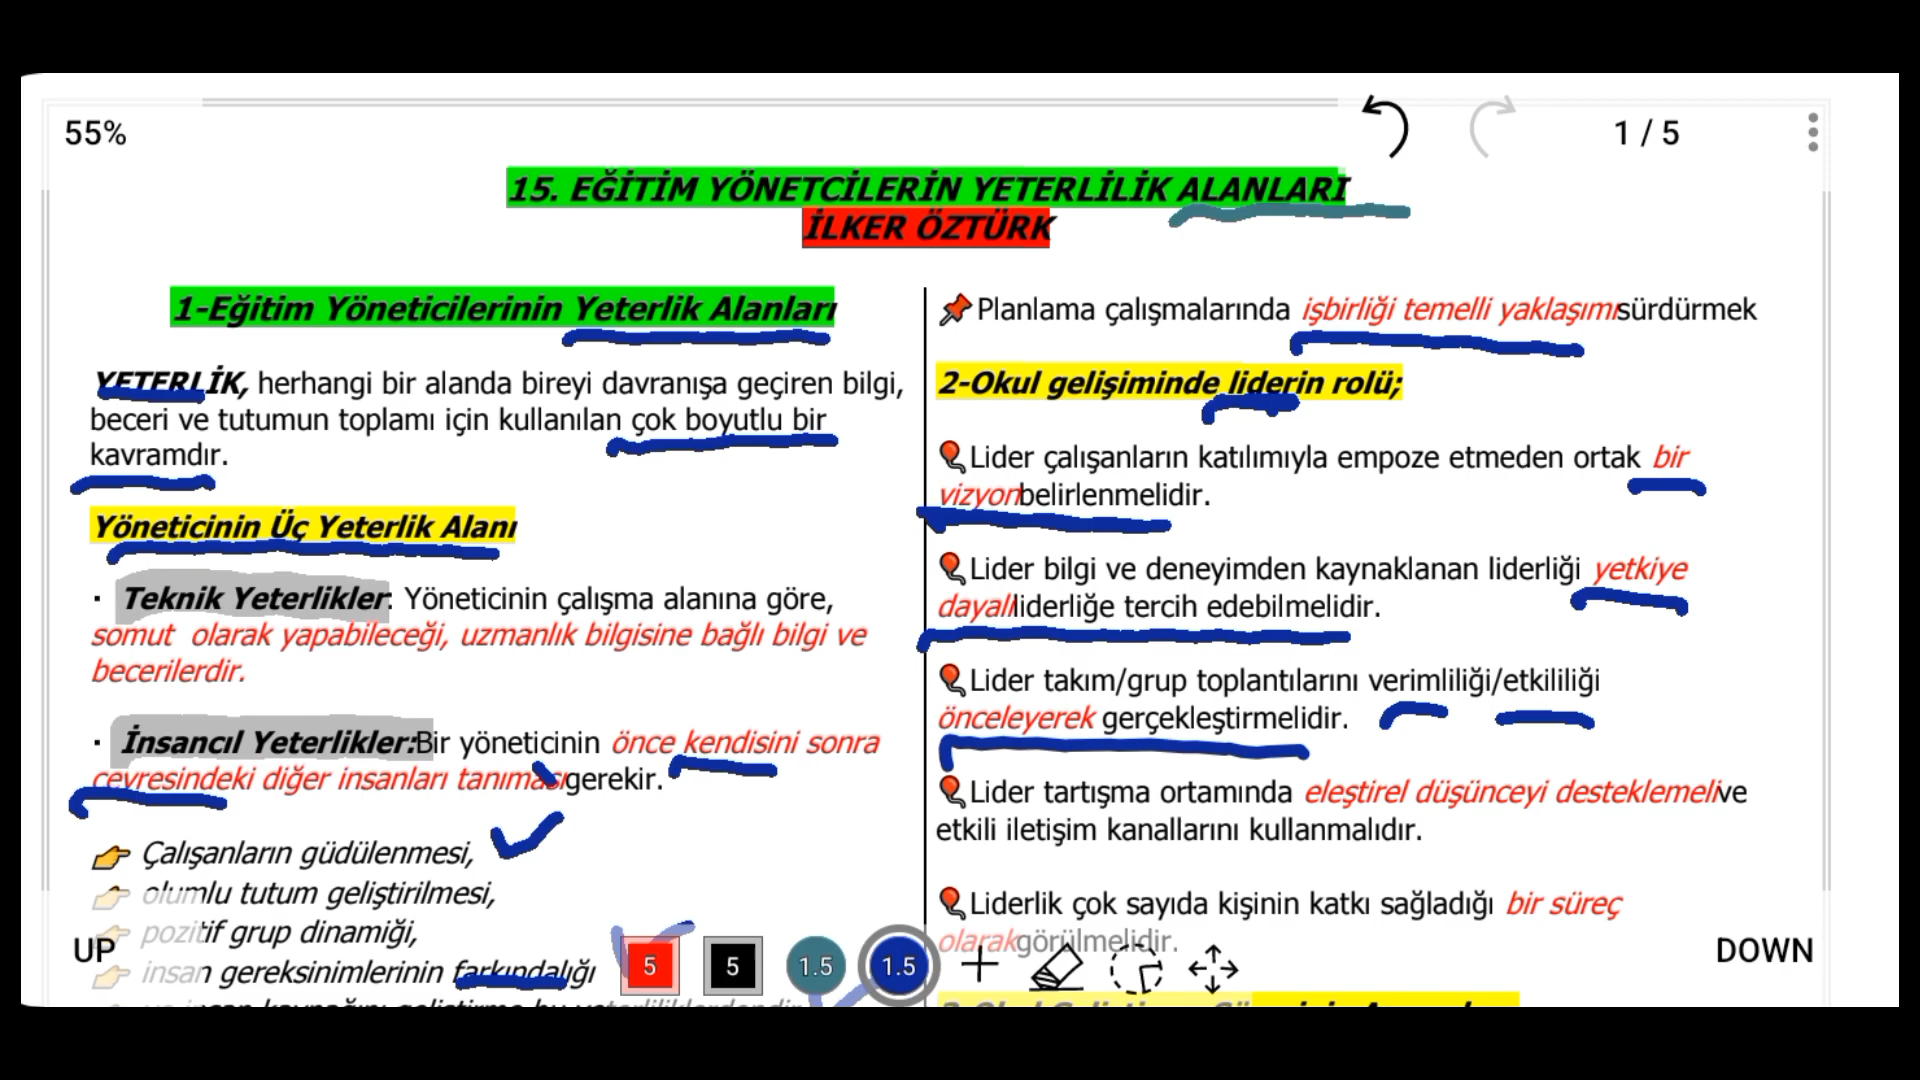 55%
1 / 5
15. EĞİTİM YÖNETCİLERİN YETERLİLİK ALANLARI
İLKER ÖZTÜRK
1-Eğitim Yöneticilerinin Yeterlik Alanları
YETERLİK, herhangi bir alanda bireyi davranışa geçiren bilgi,
beceri ve tutumun toplamı için kullanılan çok boyutlu bir
kavramdır.
Yöneticinin Üç Yeterlik Alanı
· Teknik Yeterlikler: Yöneticinin çalışma alanına göre,
somut olarak yapabileceği, uzmanlık bilgisine bağlı bilgi ve
becerilerdir.
· İnsancıl Yeterlikler:Bir yöneticinin önce kendisini sonra
çevresindeki diğer insanları tanıması gerekir.
Çalışanların güdülenmesi,
olumlu tutum geliştirilmesi,
pozitif grup dinamiği,
insan gereksinimlerinin farkındalığı
ve insan kaynağını geliştirme bu yeterliliklerdendir
Planlama çalışmalarında işbirliği temelli yaklaşımı sürdürmek
2-Okul gelişiminde liderin rolü;
Lider çalışanların katılımıyla empoze etmeden ortak bir
vizyon belirlenmelidir.
Lider bilgi ve deneyimden kaynaklanan liderliği yetkiye
dayalı liderliğe tercih edebilmelidir.
Lider takım/grup toplantılarını verimliliği/etkililiği
önceleyerek gerçekleştirmelidir.
Lider tartışma ortamında eleştirel düşünceyi desteklemeli ve
etkili iletişim kanallarını kullanmalıdır.
Liderlik çok sayıda kişinin katkı sağladığı bir süreç
olarak görülmelidir.
UP
5
5
1.5
1.5
DOWN